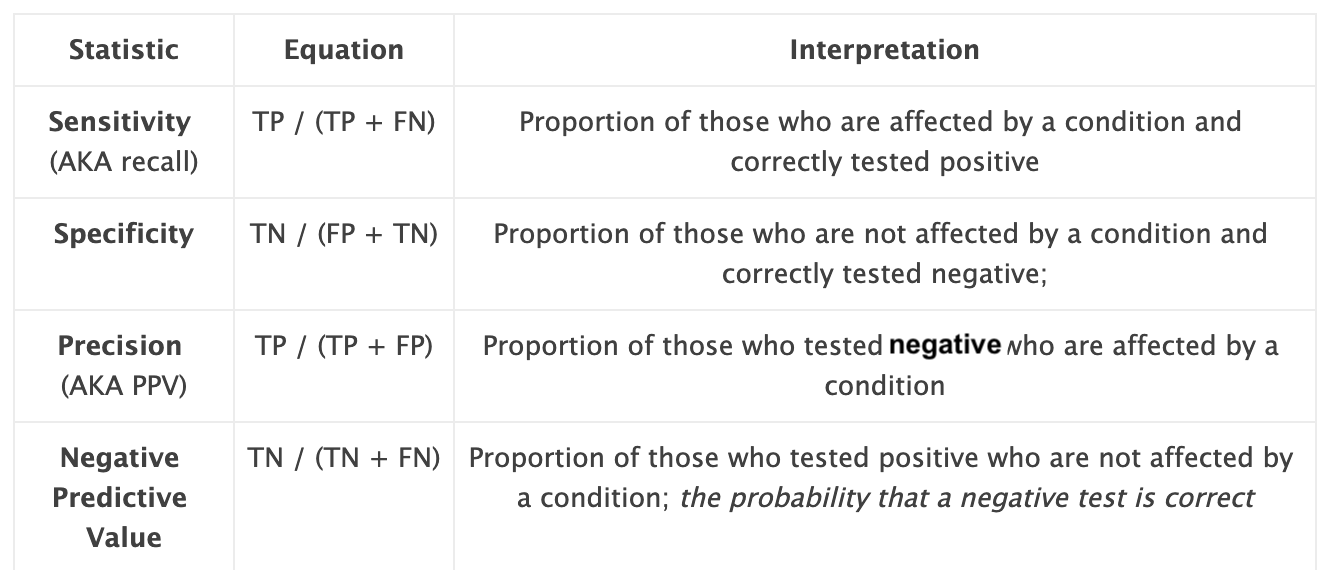 Statistic Equation Interpretation
Sensitivity TP / (TP + FN) Proportion of those who are affected by a condition and
(AKA recall) correctly tested positive
Specificity TN / (FP + TN) Proportion of those who are not affected by a condition and
correctly tested negative;
Precision TP / (TP + FP) Proportion of those who tested negative who are affected by a
(AKA PPV) condition
Negative TN / (TN + FN) Proportion of those who tested positive who are not affected by
Predictive a condition; the probability that a negative test is correct
Value